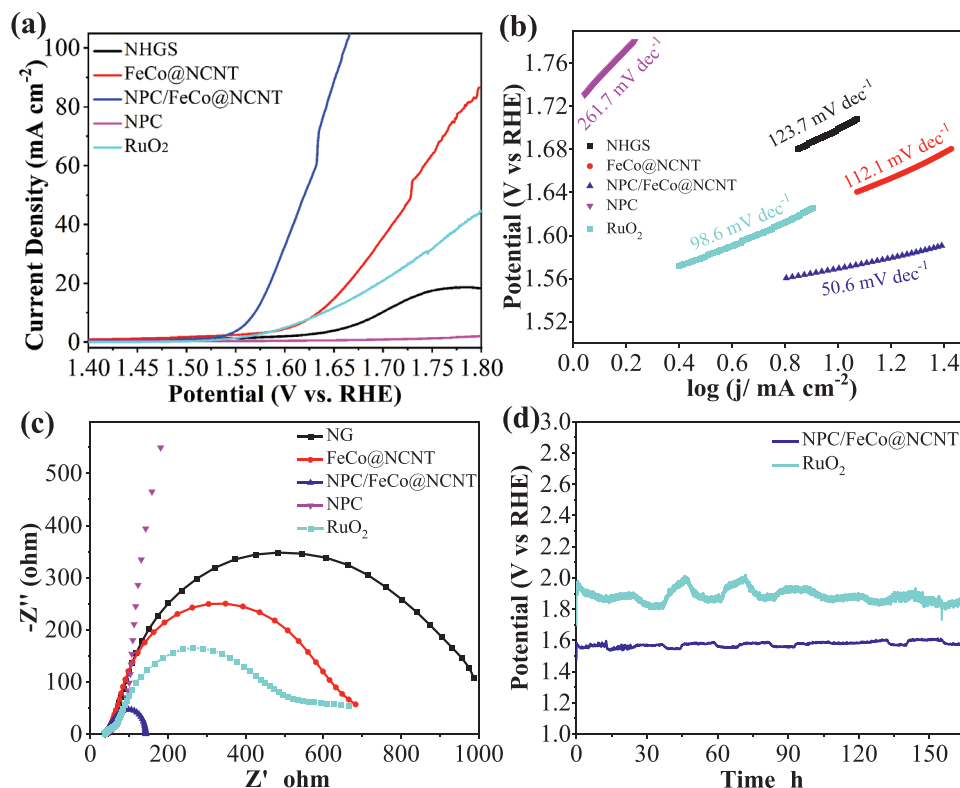 (a)
NHGS
FeCo@NCNT
NPC/FeCo@NCNT
NPC
RuO₂
Current Density (mA cm⁻²)
100
80
60
40
20
0
1.40 1.45 1.50 1.55 1.60 1.65 1.70 1.75 1.80
Potential (V vs. RHE)
(b)
261.7 mV dec⁻¹
123.7 mV dec⁻¹
112.1 mV dec⁻¹
98.6 mV dec⁻¹
50.6 mV dec⁻¹
NHGS
FeCo@NCNT
NPC/FeCo@NCNT
NPC
RuO₂
Potential (V vs RHE)
1.76
1.72
1.68
1.64
1.60
1.56
1.52
0.0 0.2 0.4 0.6 0.8 1.0 1.2 1.4
log (j/ mA cm⁻²)
(c)
NG
FeCo@NCNT
NPC/FeCo@NCNT
NPC
RuO₂
-Z'' (ohm)
500
400
300
200
100
0
0 200 400 600 800 1000
Z' ohm
(d)
NPC/FeCo@NCNT
RuO₂
Potential (V vs RHE)
3.0
2.8
2.6
2.4
2.2
2.0
1.8
1.6
1.4
1.2
1.0
0 30 60 90 120 150
Time h